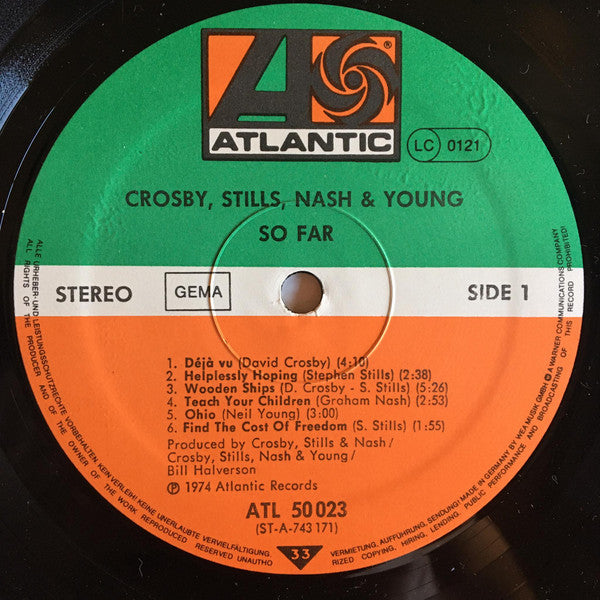 ATLANTIC
®
LC 0121
CROSBY, STILLS, NASH & YOUNG
SO FAR
STEREO
GEMA
SIDE 1
1. Déjà vu (David Crosby) (4:10)
2. Helplessly Hoping (Stephen Stills) (2:38)
3. Wooden Ships (D. Crosby - S. Stills) (5:26)
4. Teach Your Children (Graham Nash) (2:53)
5. Ohio (Neil Young) (3:00)
6. Find The Cost Of Freedom (S. Stills) (1:55)
Produced by Crosby, Stills & Nash/
Crosby, Stills, Nash & Young/
Bill Halverson
℗ 1974 Atlantic Records
ATL 50 023
(ST-A-743 171)
33
ALLE URHEBER- UND LEISTUNGSSCHUTZRECHTE VORBEHALTEN. KEIN VERLEIH! KEINE UNERLAUBTE VERVIELFÄLTIGUNG, VERMIETUNG, AUFFÜHRUNG, SENDUNG! MADE IN GERMANY BY WEA MUSIK GMBH A WARNER COMMUNICATIONS COMPANY
ALL RIGHTS OF THE PRODUCER AND OF THE OWNER OF THE WORK REPRODUCED RESERVED UNAUTHO RIZED COPYING, HIRING, LENDING, PUBLIC PERFORMANCE AND BROADCASTING OF THIS RECORD PROHIBITED!